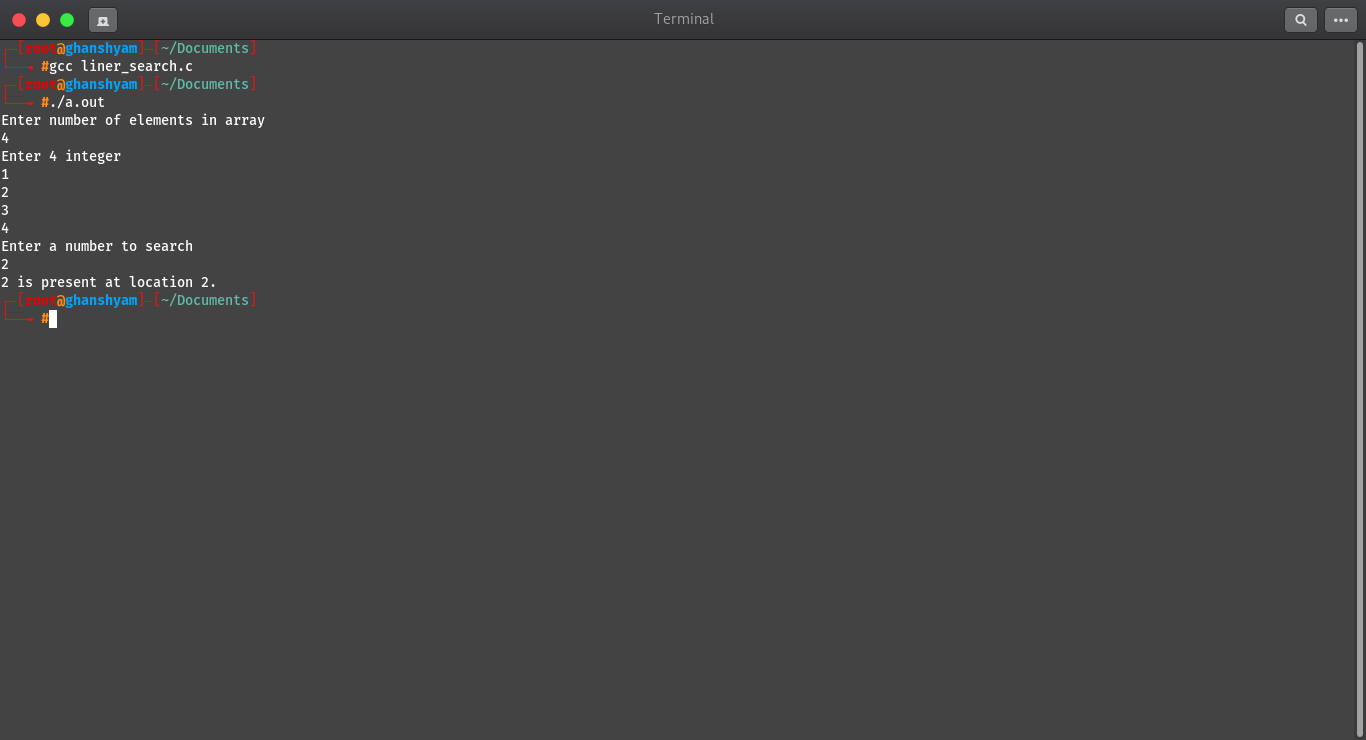 Terminal
[root@ghanshyam]─[~/Documents]
#gcc liner_search.c
[root@ghanshyam]─[~/Documents]
#./a.out
Enter number of elements in array
4
Enter 4 integer
1
2
3
4
Enter a number to search
2
2 is present at location 2.
[root@ghanshyam]─[~/Documents]
#